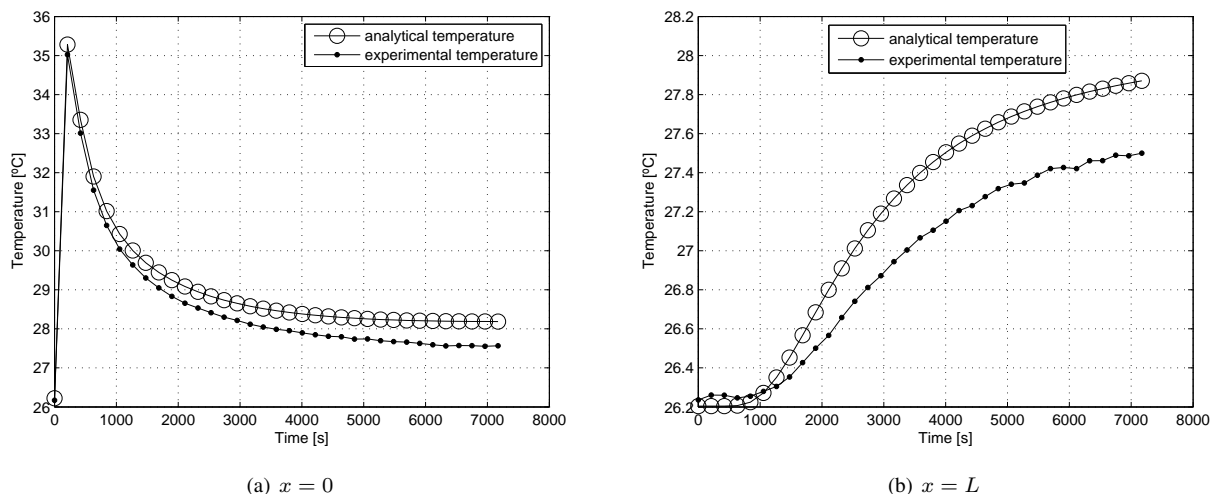 36
35
34
33
32
31
30
29
28
27
26
0 1000 2000 3000 4000 5000 6000 7000 8000
Time [s]
Temperature [ºC]
analytical temperature
experimental temperature
(a) x = 0
28.2
28
27.8
27.6
27.4
27.2
27
26.8
26.6
26.4
26.2
0 1000 2000 3000 4000 5000 6000 7000 8000
Time [s]
Temperature [ºC]
analytical temperature
experimental temperature
(b) x = L